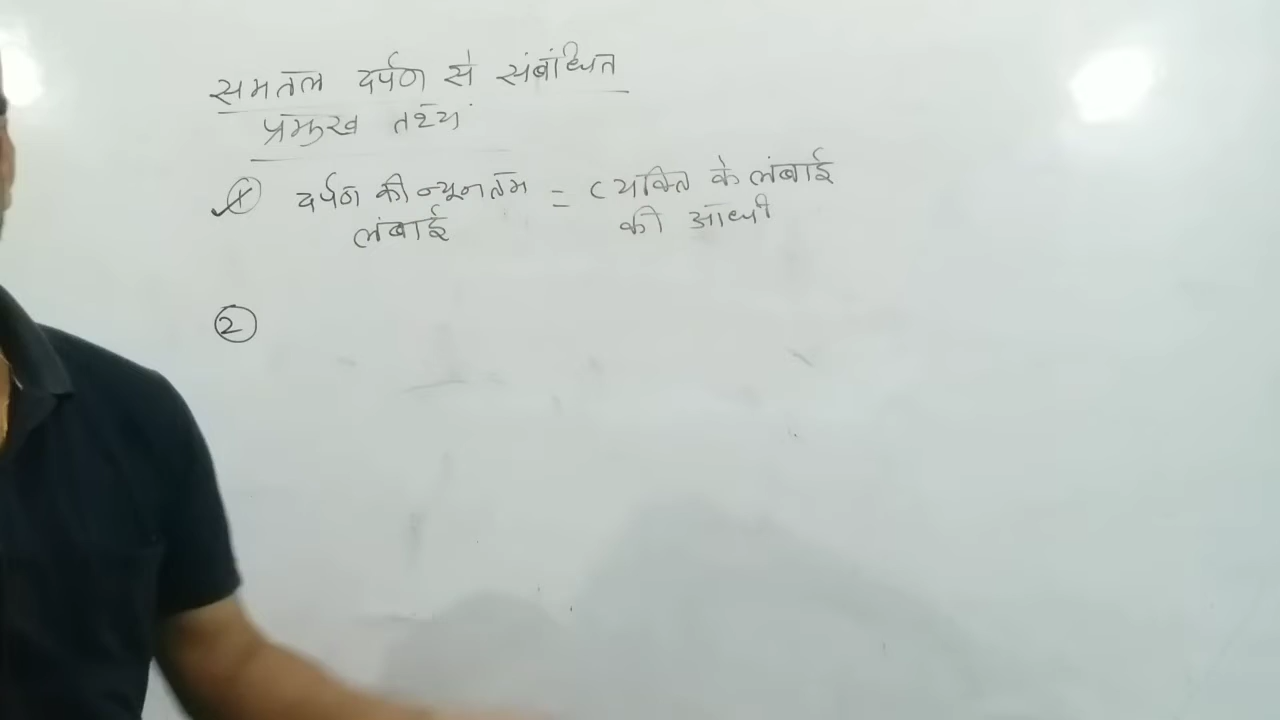 समतल दर्पण से संबंधित
प्रमुख तथ्य
① दर्पण की न्यूनतम = व्यक्ति के लंबाई
लंबाई की आधी
②